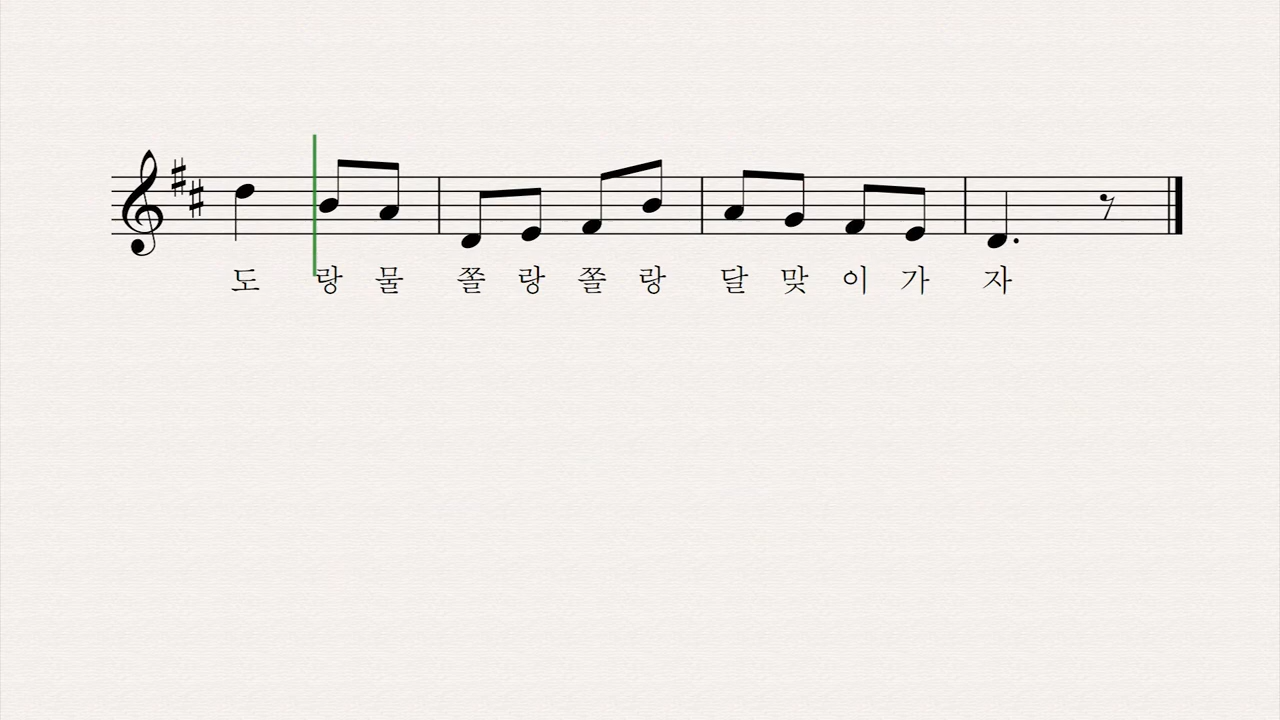 도 랑 물 쫄 랑 쫄 랑 달 맞 이 가 자